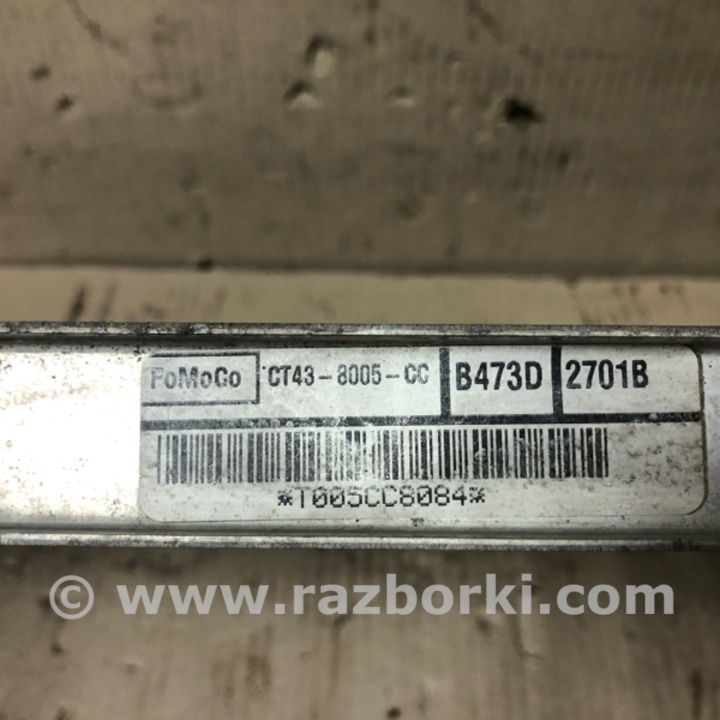 FoMoCo CT43-8005-CC B473D 2701B
*T005CC8084*
© www.razborki.com